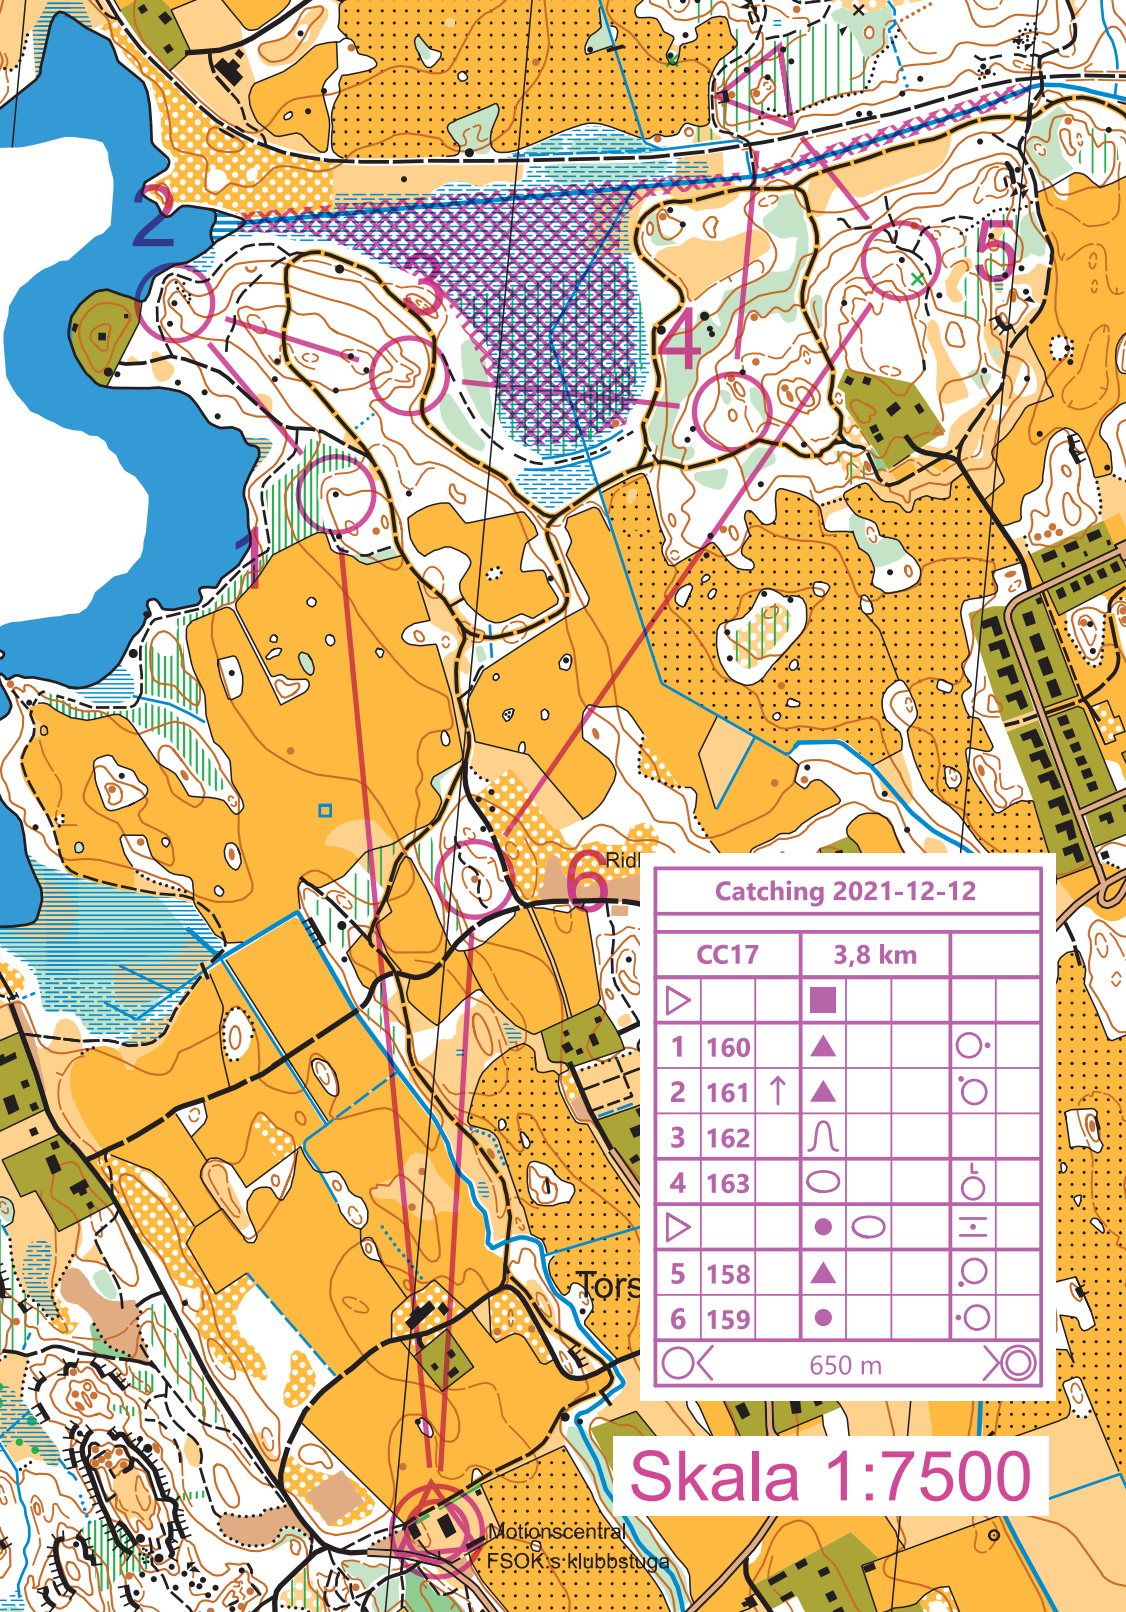 2
3
5
4
1
6
Ridl
Catching 2021-12-12
CC17 3,8 km
1 160
2 161
3 162
4 163
5 158
6 159
650 m
Tors
Skala 1:7500
Motionscentral
FSOK:s klubbstuga